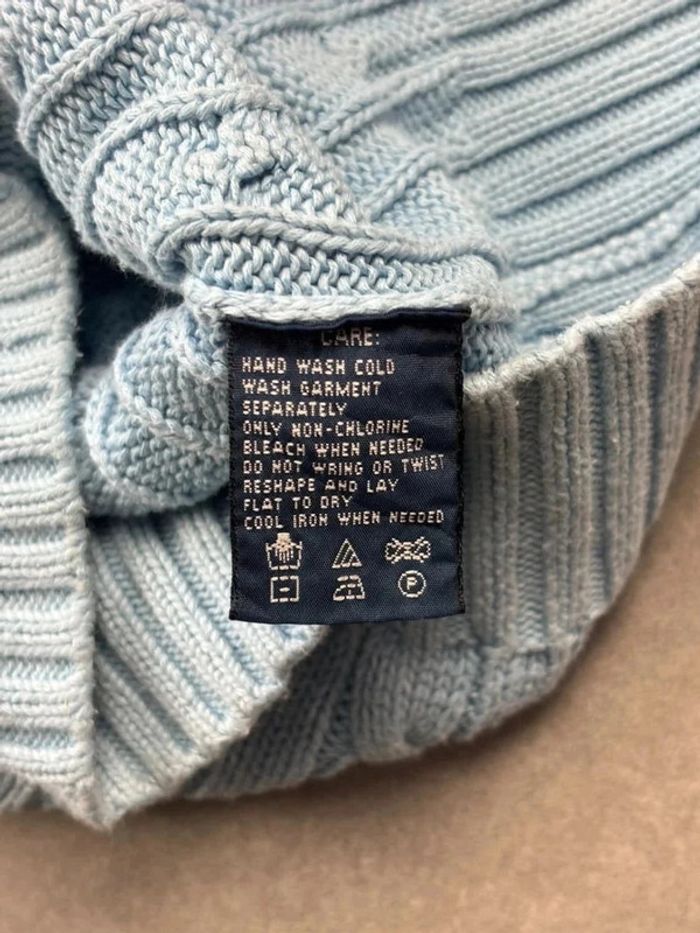 CARE:
HAND WASH COLD
WASH GARMENT
SEPARATELY
ONLY NON-CHLORINE
BLEACH WHEN NEEDED
DO NOT WRING OR TWIST
RESHAPE AND LAY
FLAT TO DRY
COOL IRON WHEN NEEDED
P